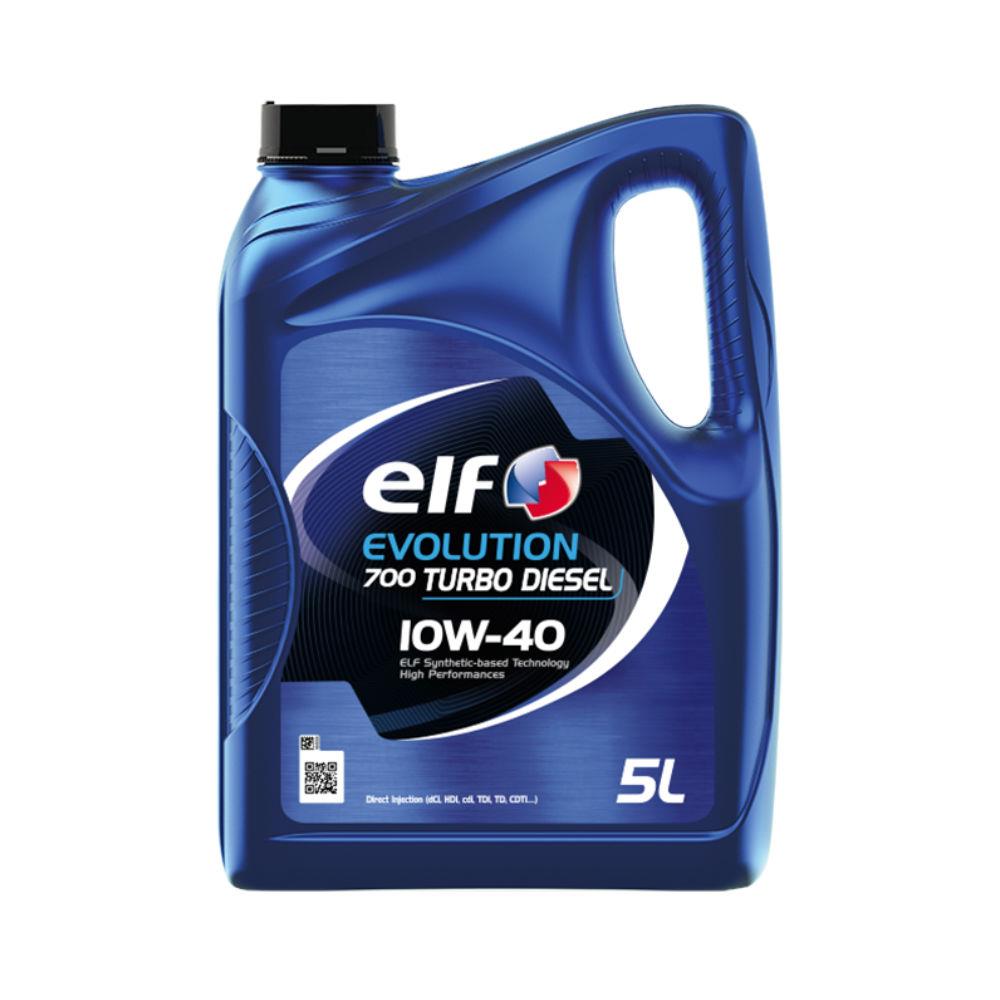 elf
EVOLUTION
700 TURBO DIESEL
10W-40
ELF Synthetic-based Technology
High Performances
5L
Direct Injection (dCi, HDI, cdi, TDI, TD, CDTI...)